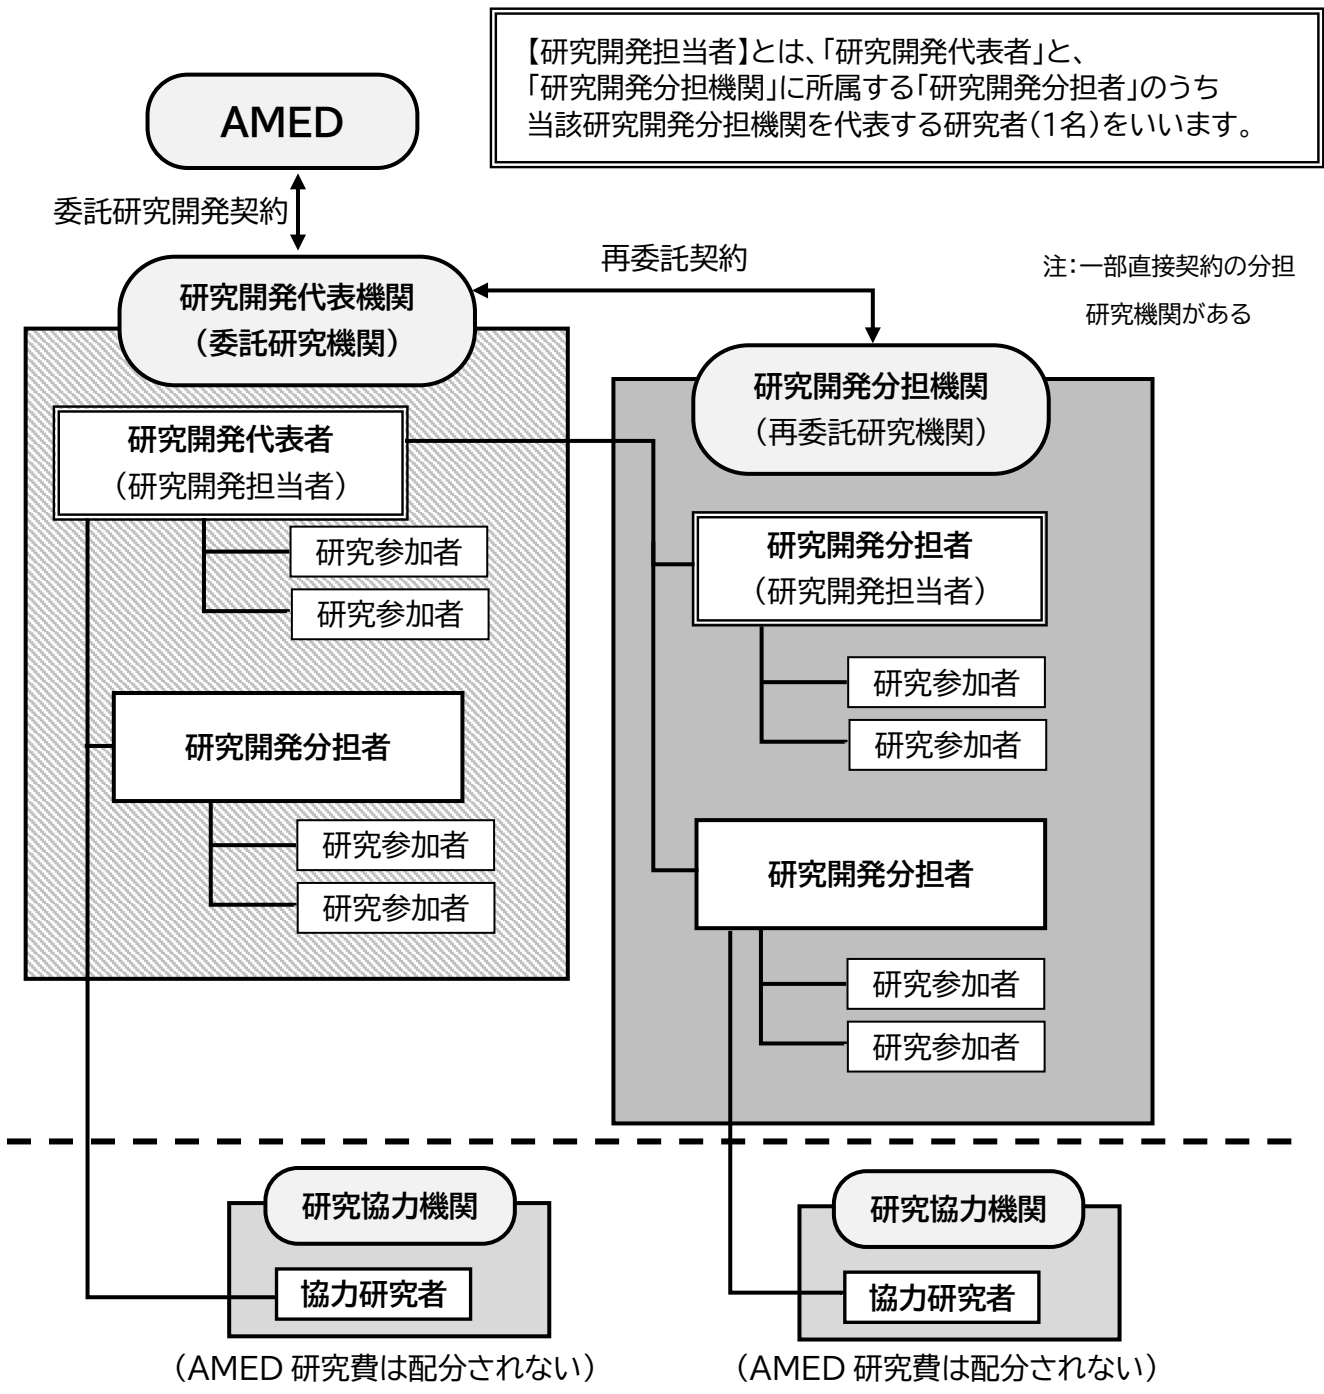 【研究開発担当者】とは、「研究開発代表者」と、
「研究開発分担機関」に所属する「研究開発分担者」のうち
当該研究開発分担機関を代表する研究者（1名）をいいます。
AMED
委託研究開発契約
再委託契約
注：一部直接契約の分担
研究機関がある
研究開発代表機関
（委託研究機関）
研究開発代表者
（研究開発担当者）
研究参加者
研究参加者
研究開発分担者
研究参加者
研究参加者
研究開発分担機関
（再委託研究機関）
研究開発分担者
（研究開発担当者）
研究参加者
研究参加者
研究開発分担者
研究参加者
研究参加者
研究協力機関
協力研究者
（AMED 研究費は配分されない）
研究協力機関
協力研究者
（AMED 研究費は配分されない）